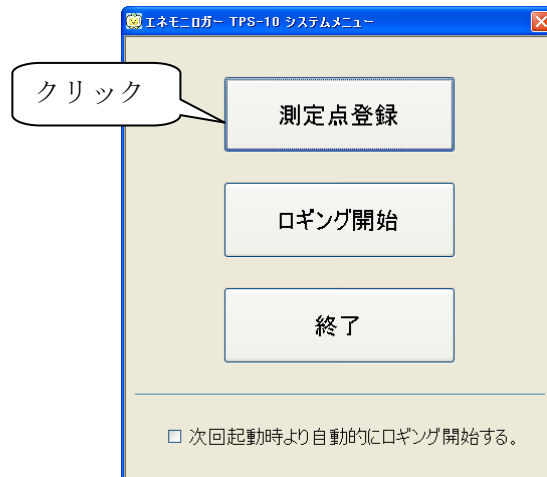 エネモニロガー TPS-10 システムメニュー
クリック
測定点登録
ロギング開始
終了
次回起動時より自動的にロギング開始する。